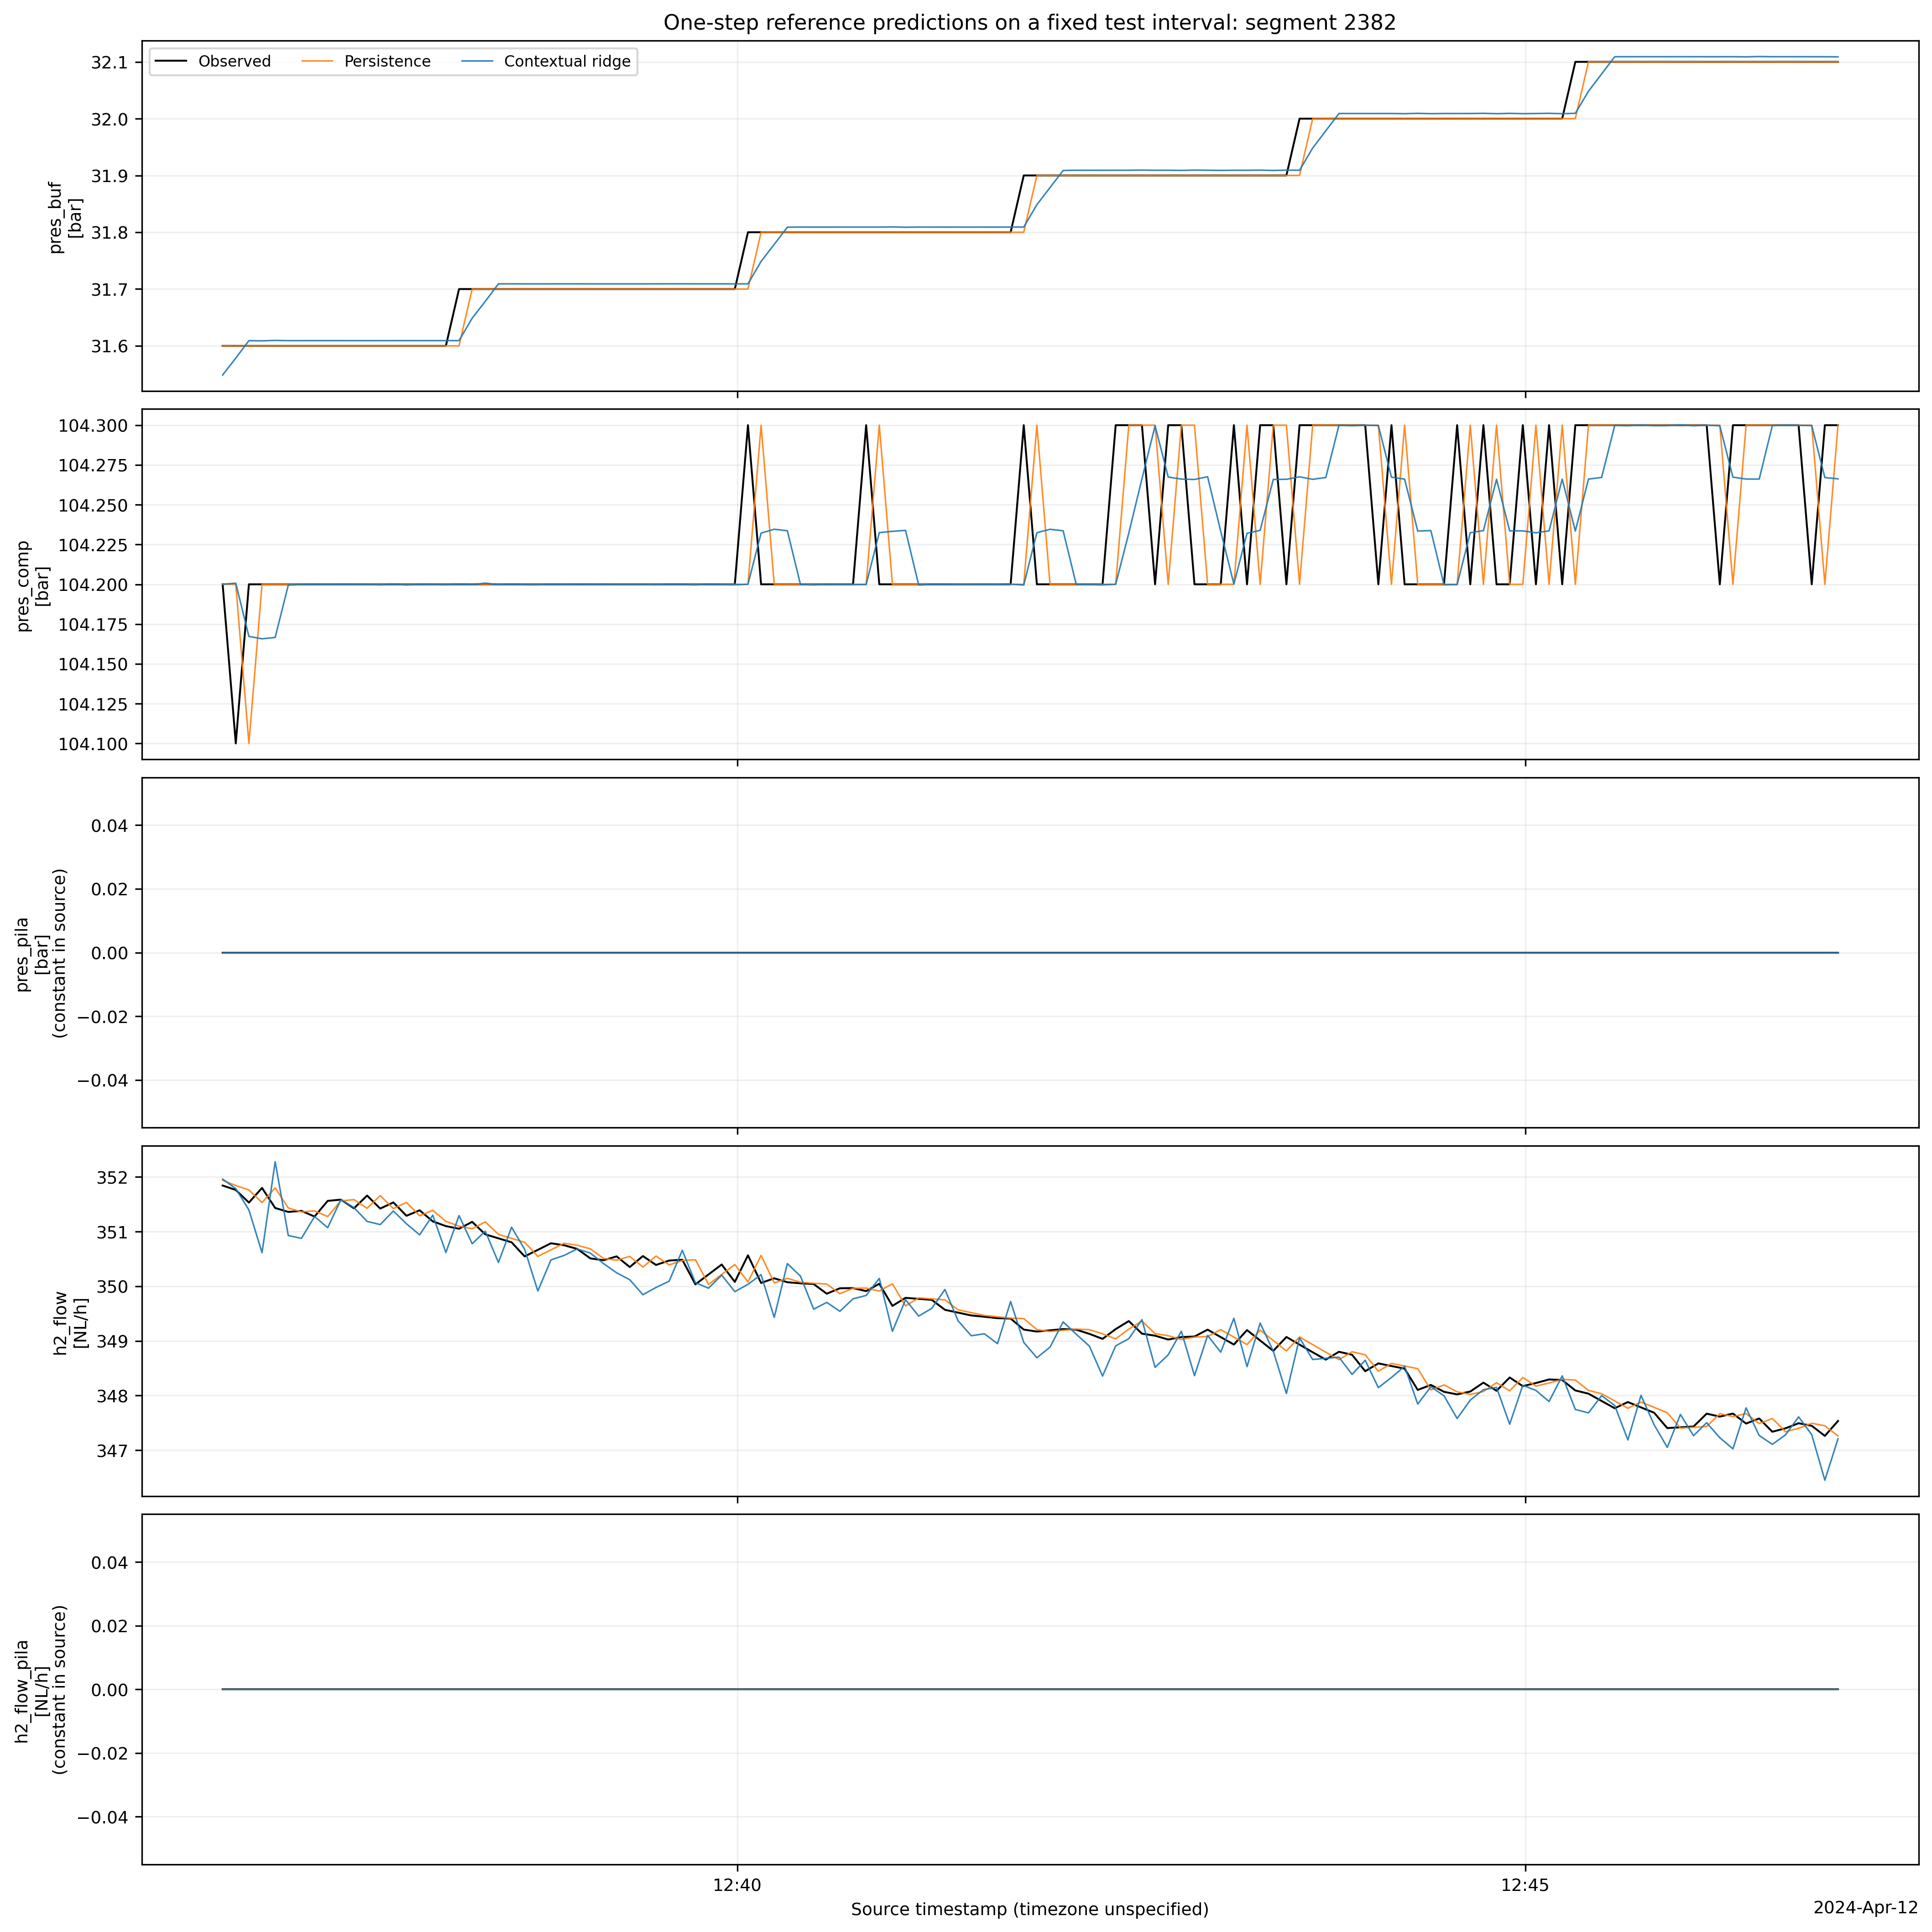 One-step reference predictions on a fixed test interval: segment 2382
Observed
Persistence
Contextual ridge
32.1
32.0
31.9
31.8
31.7
31.6
pres_buf
[bar]
104.300
104.275
104.250
104.225
104.200
104.175
104.150
104.125
104.100
pres_comp
[bar]
0.04
0.02
0.00
−0.02
−0.04
pres_pila
[bar]
(constant in source)
352
351
350
349
348
347
h2_flow
[NL/h]
0.04
0.02
0.00
−0.02
−0.04
h2_flow_pila
[NL/h]
(constant in source)
12:40
12:45
Source timestamp (timezone unspecified)
2024-Apr-12